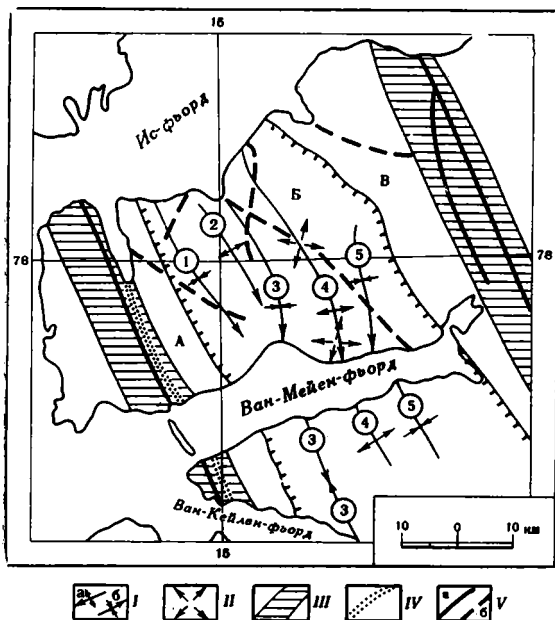 15
Ис-фьорд
В
Б
2
78
1
3
4
5
78
А
Ван-Мейен-фьорд
3
4
5
3
Ван-Кейлен-фьорд
10 0 10 км
15
а б I
II
III
IV
а б V